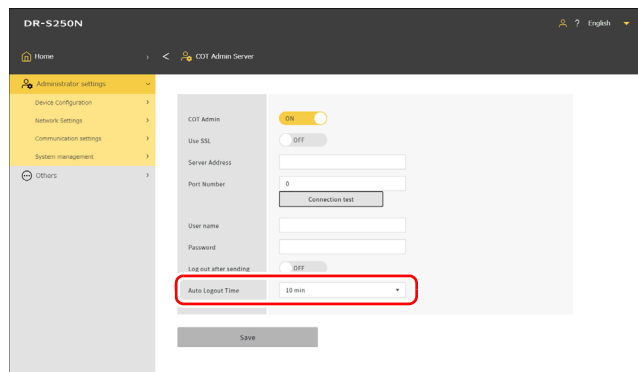 DR-S250N
? English
Home
< COT Admin Server
Administrator settings
Device Configuration
Network Settings
Communication settings
System management
Others
COT Admin ON
Use SSL OFF
Server Address
Port Number 0
Connection test
User name
Password
Log out after sending OFF
Auto Logout Time 10 min
Save